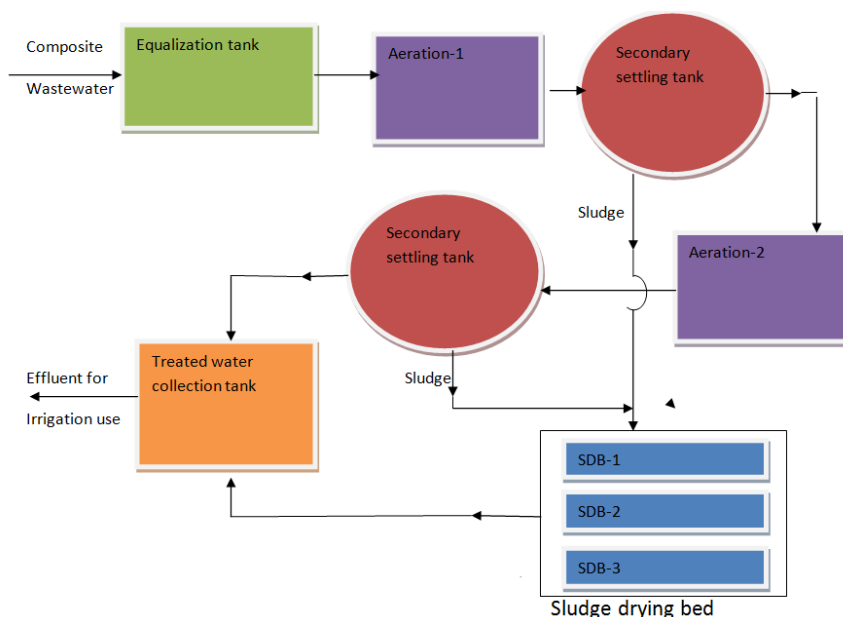 Composite
Wastewater
Equalization tank
Aeration-1
Secondary
settling tank
Sludge
Aeration-2
Secondary
settling tank
Sludge
Treated water
collection tank
Effluent for
Irrigation use
SDB-1
SDB-2
SDB-3
Sludge drying bed